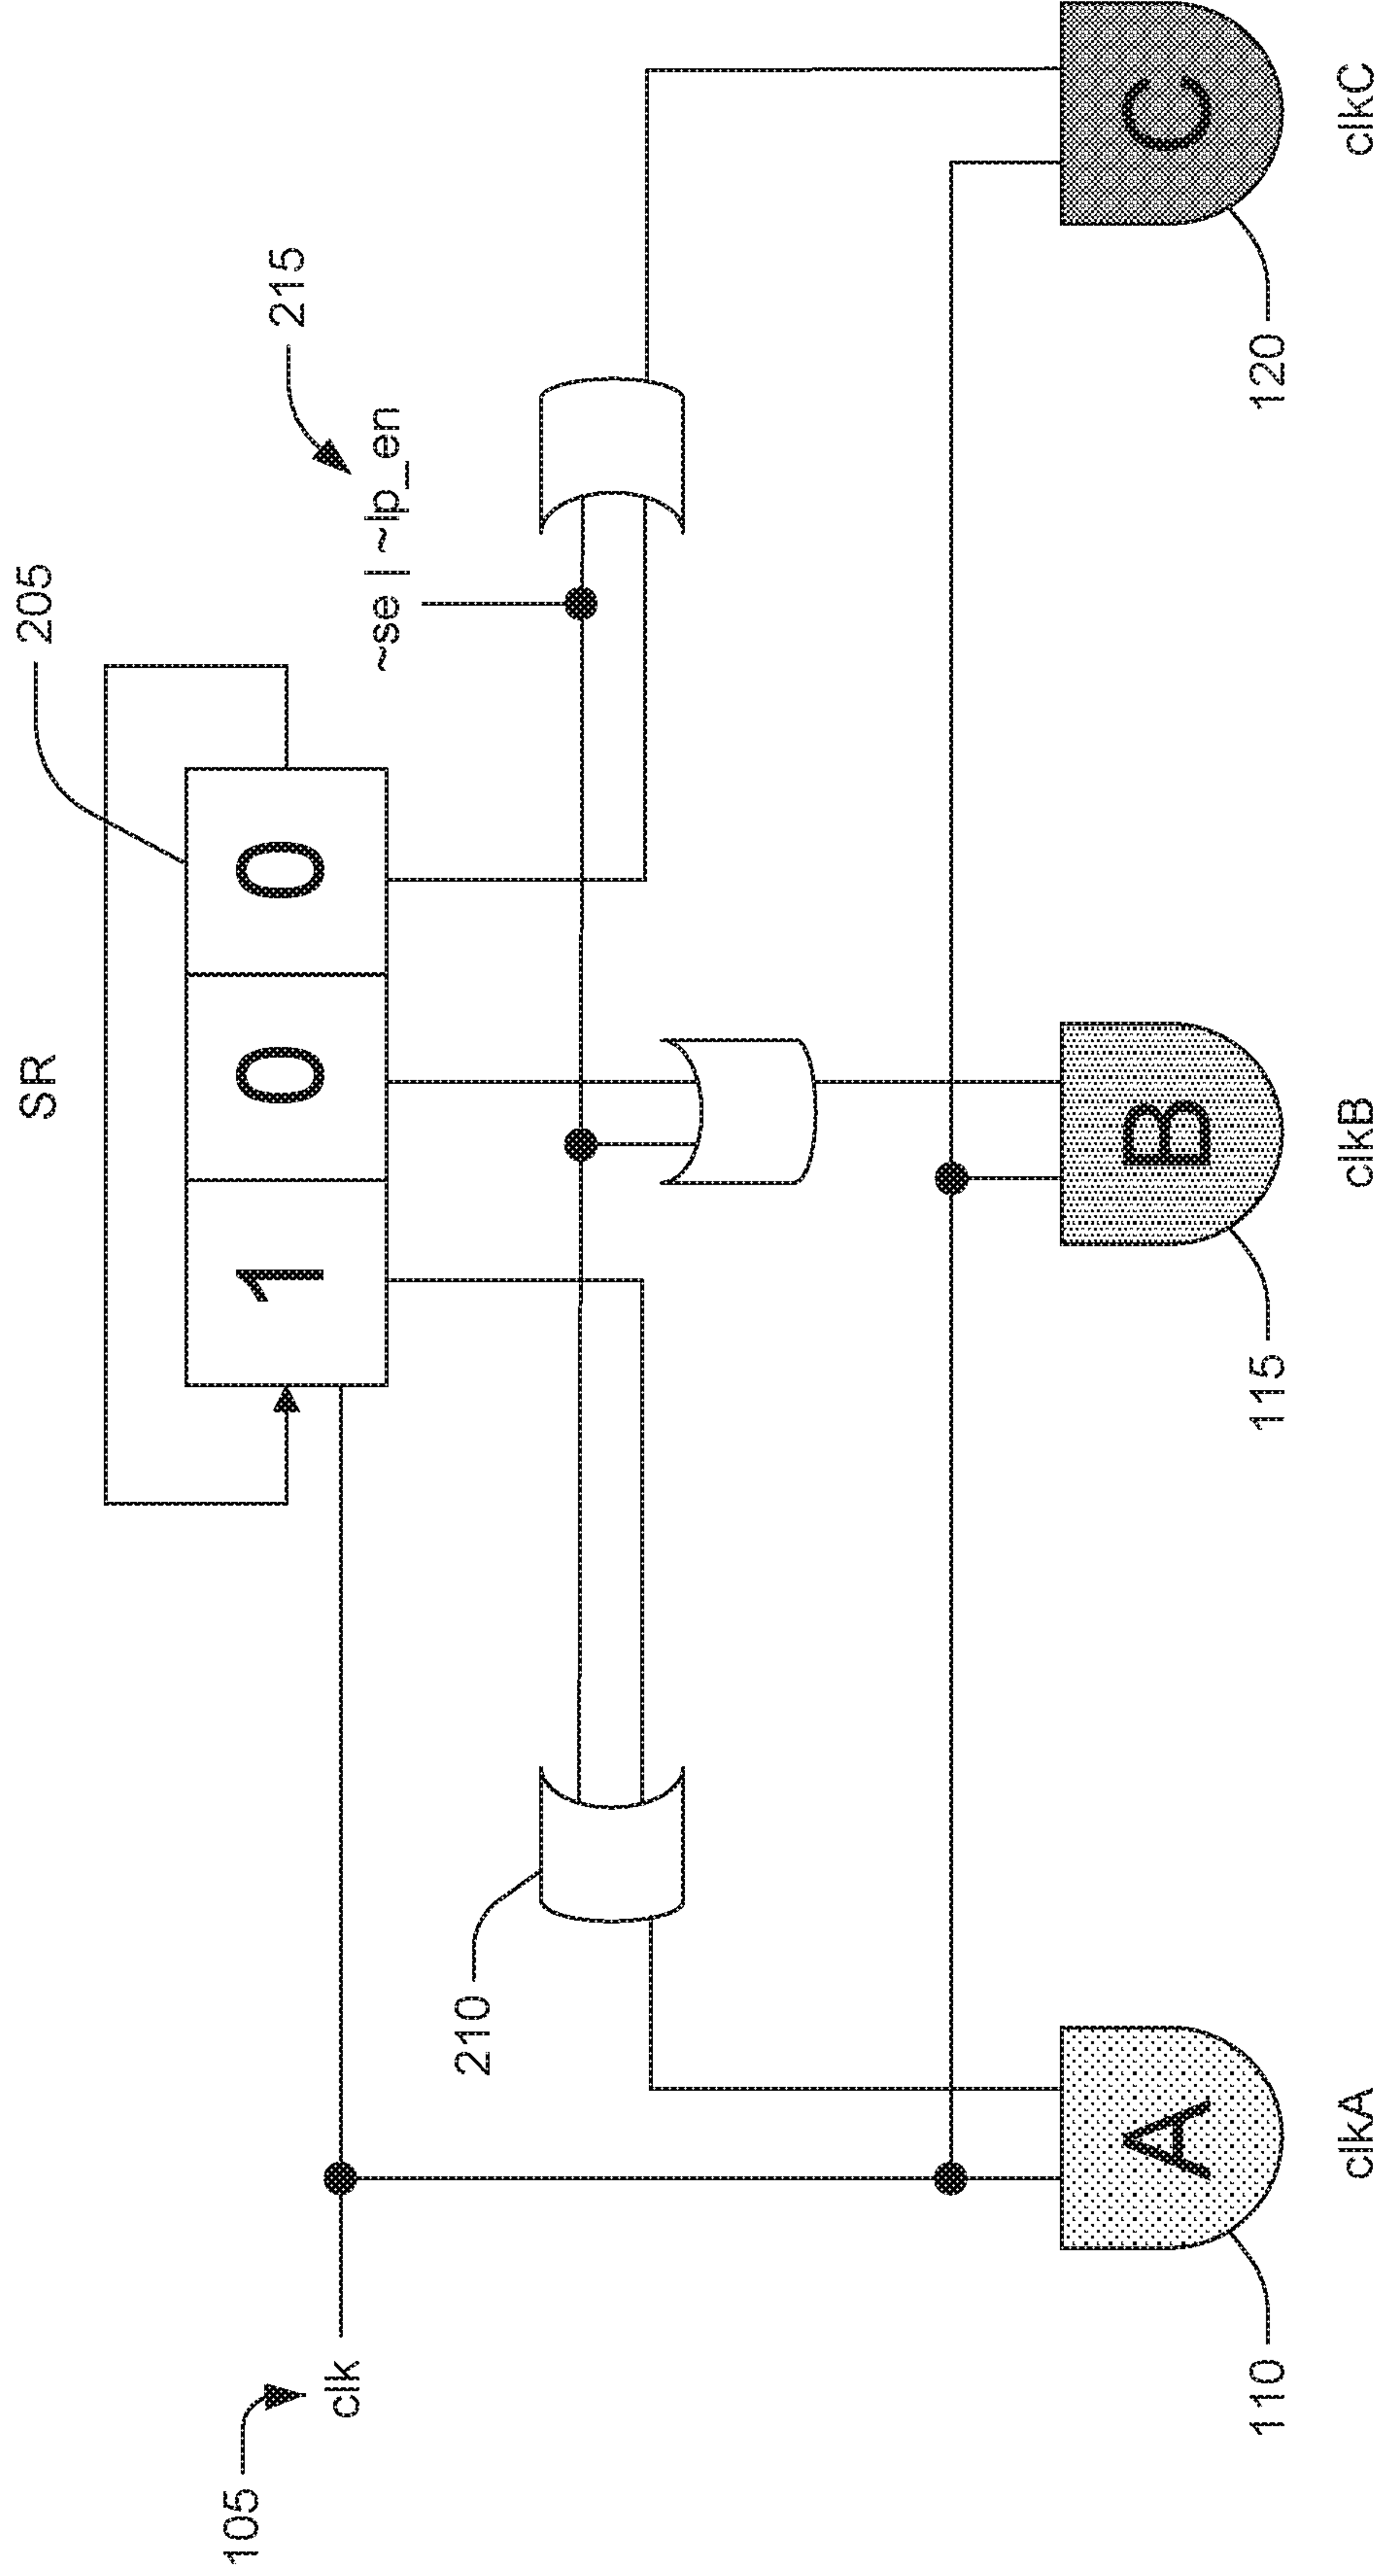 SR
205
1 0 0
215
~se | ~lp_en
105
clk
210
A
B
C
110
115
120
clkA
clkB
clkC